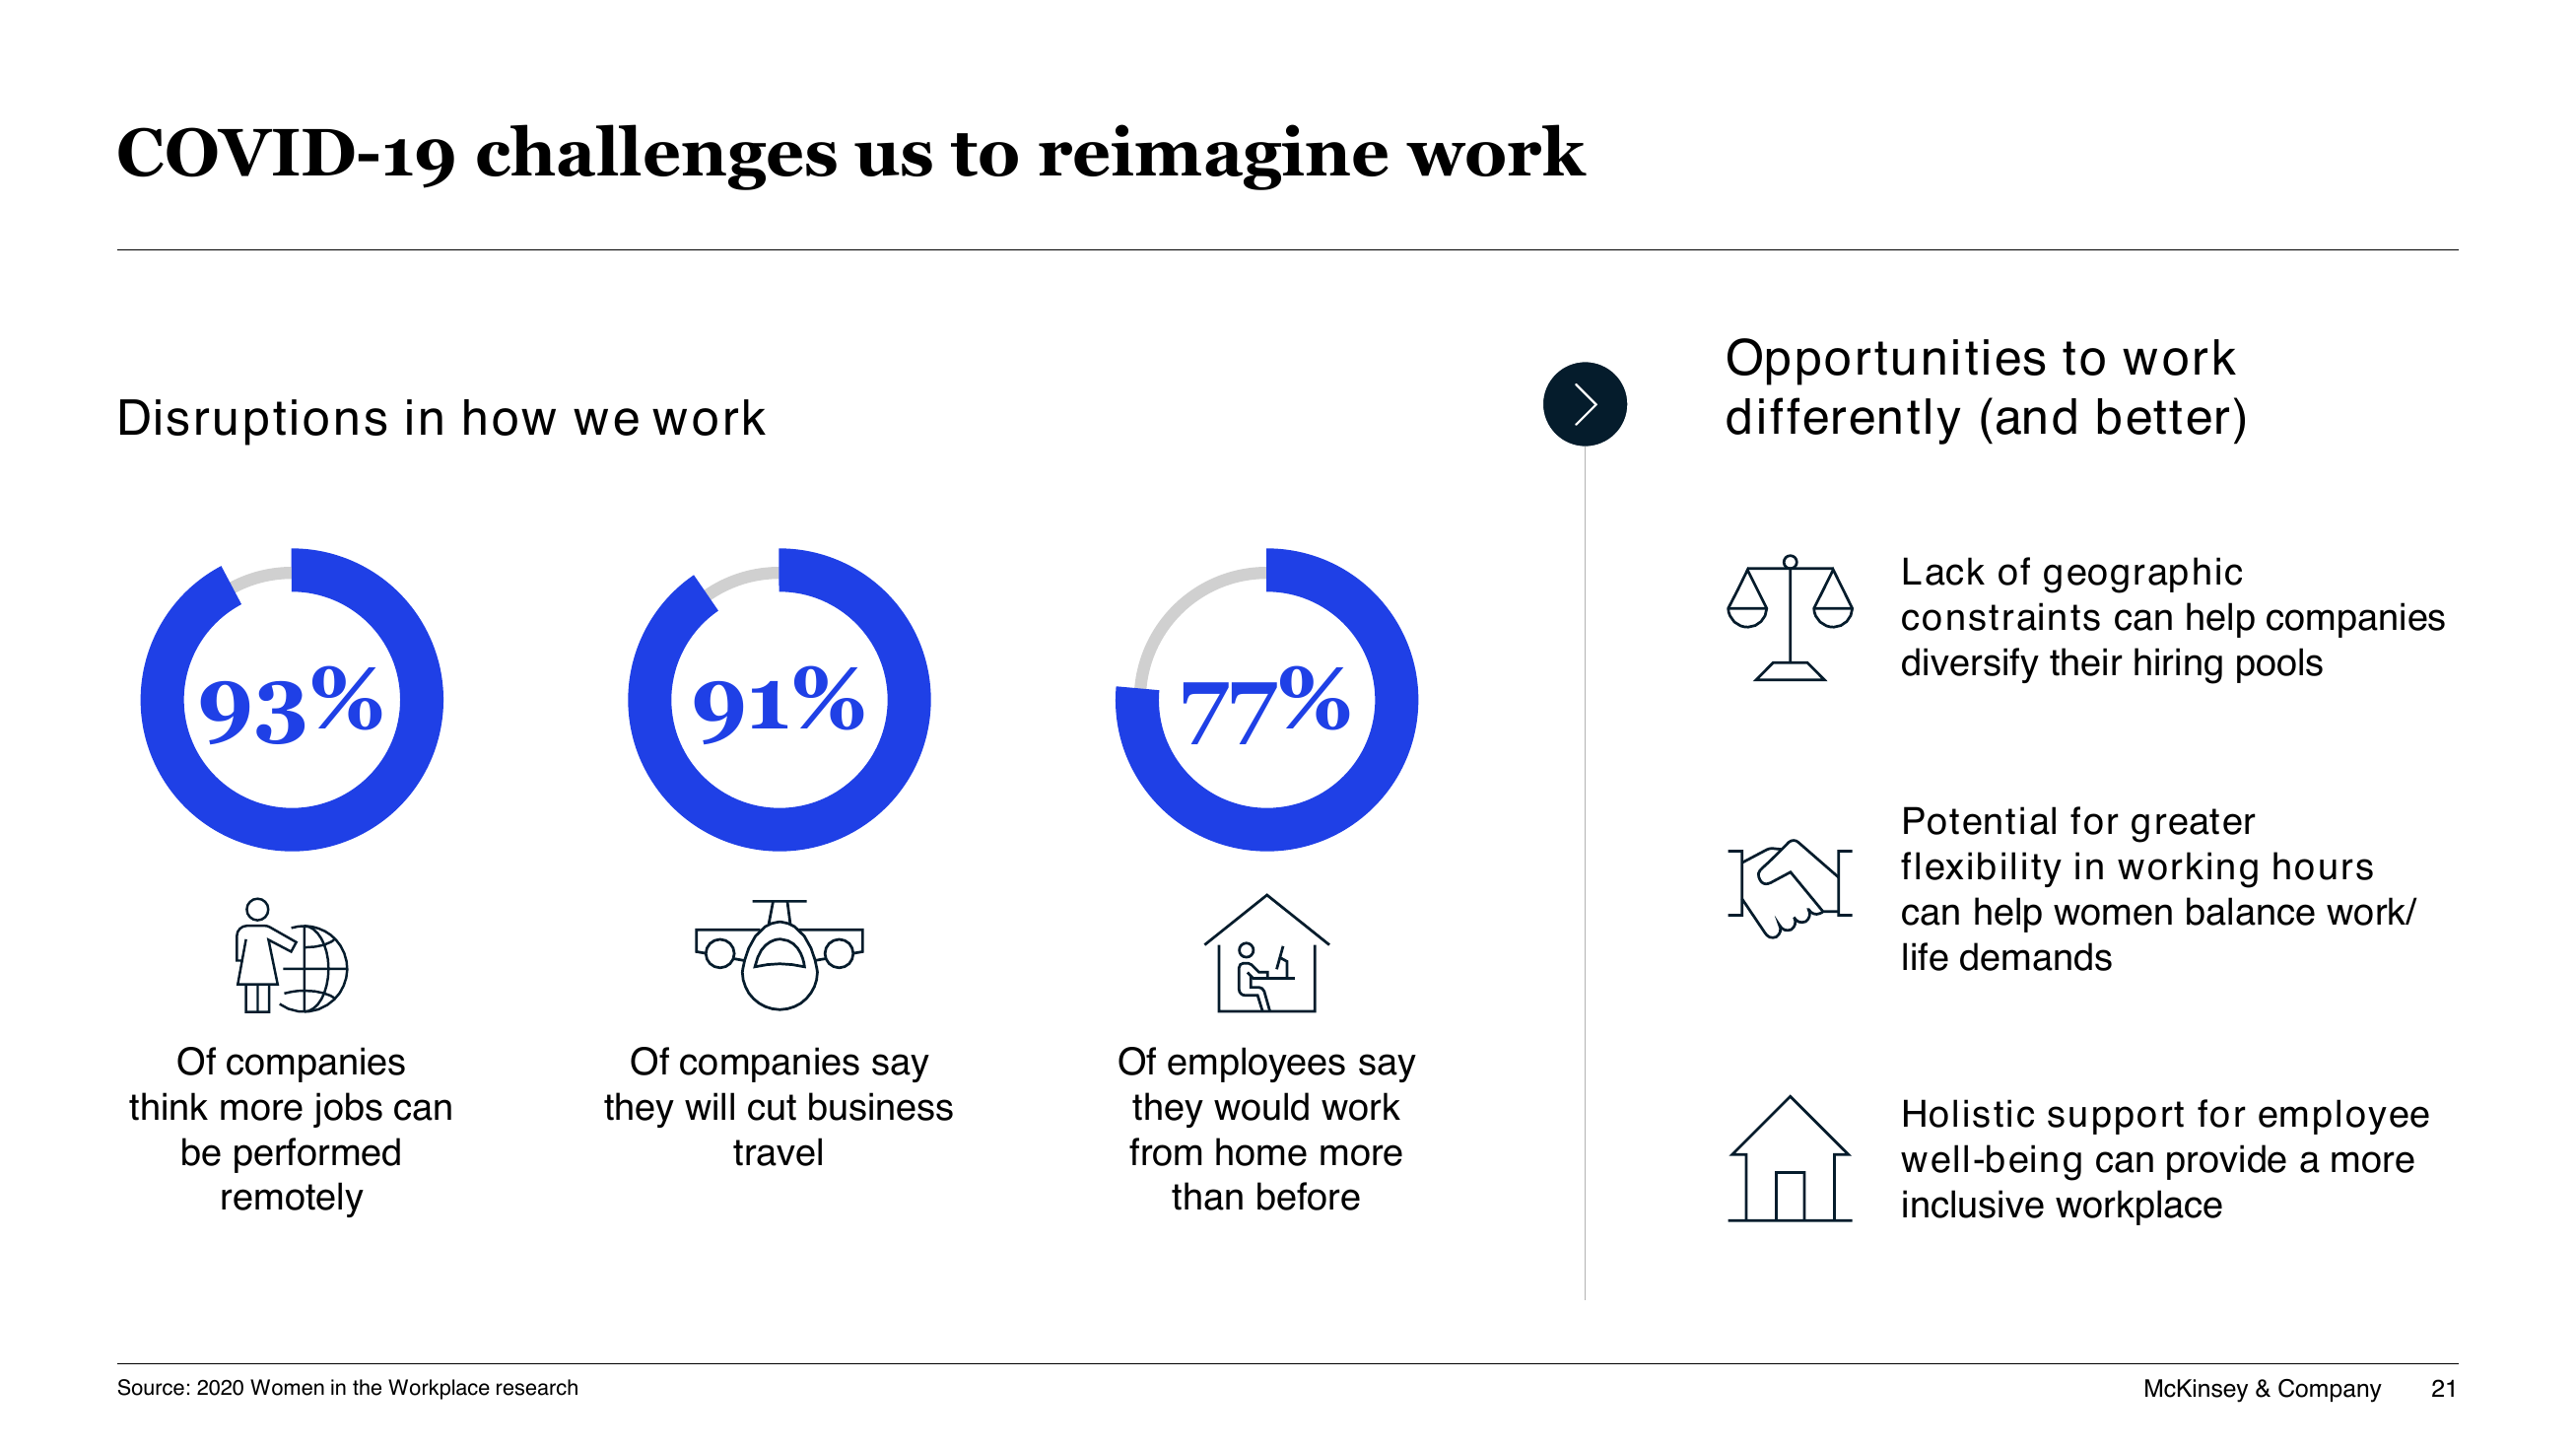 COVID-19 challenges us to reimagine work
Disruptions in how we work
93%
Of companies
think more jobs can
be performed
remotely
91%
Of companies say
they will cut business
travel
77%
Of employees say
they would work
from home more
than before
Opportunities to work
differently (and better)
Lack of geographic
constraints can help companies
diversify their hiring pools
Potential for greater
flexibility in working hours
can help women balance work/
life demands
Holistic support for employee
well-being can provide a more
inclusive workplace
Source: 2020 Women in the Workplace research
McKinsey & Company 21